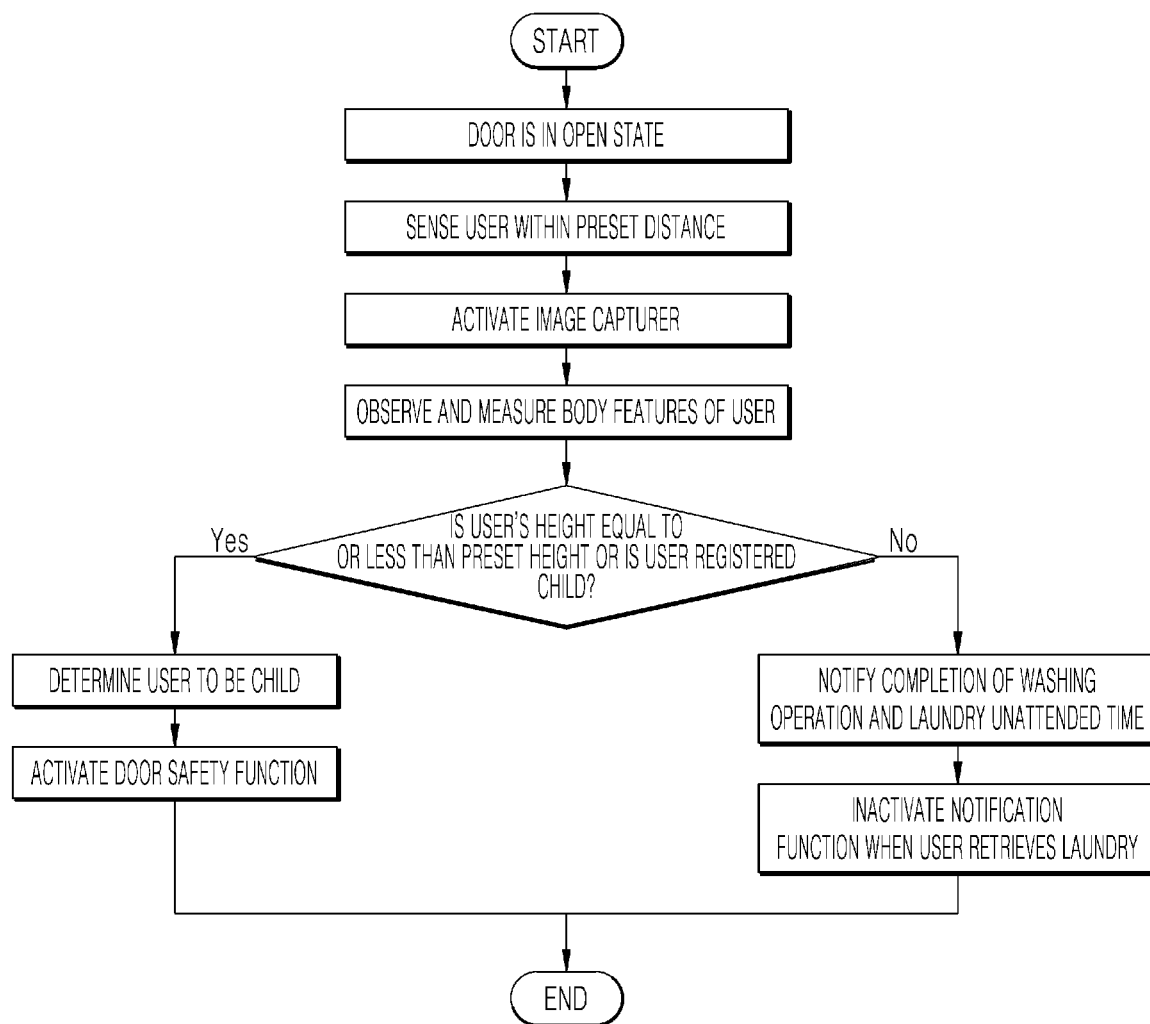 START
DOOR IS IN OPEN STATE
SENSE USER WITHIN PRESET DISTANCE
ACTIVATE IMAGE CAPTURER
OBSERVE AND MEASURE BODY FEATURES OF USER
IS USER'S HEIGHT EQUAL TO
OR LESS THAN PRESET HEIGHT OR IS USER REGISTERED
CHILD?
Yes
No
DETERMINE USER TO BE CHILD
ACTIVATE DOOR SAFETY FUNCTION
NOTIFY COMPLETION OF WASHING
OPERATION AND LAUNDRY UNATTENDED TIME
INACTIVATE NOTIFICATION
FUNCTION WHEN USER RETRIEVES LAUNDRY
END